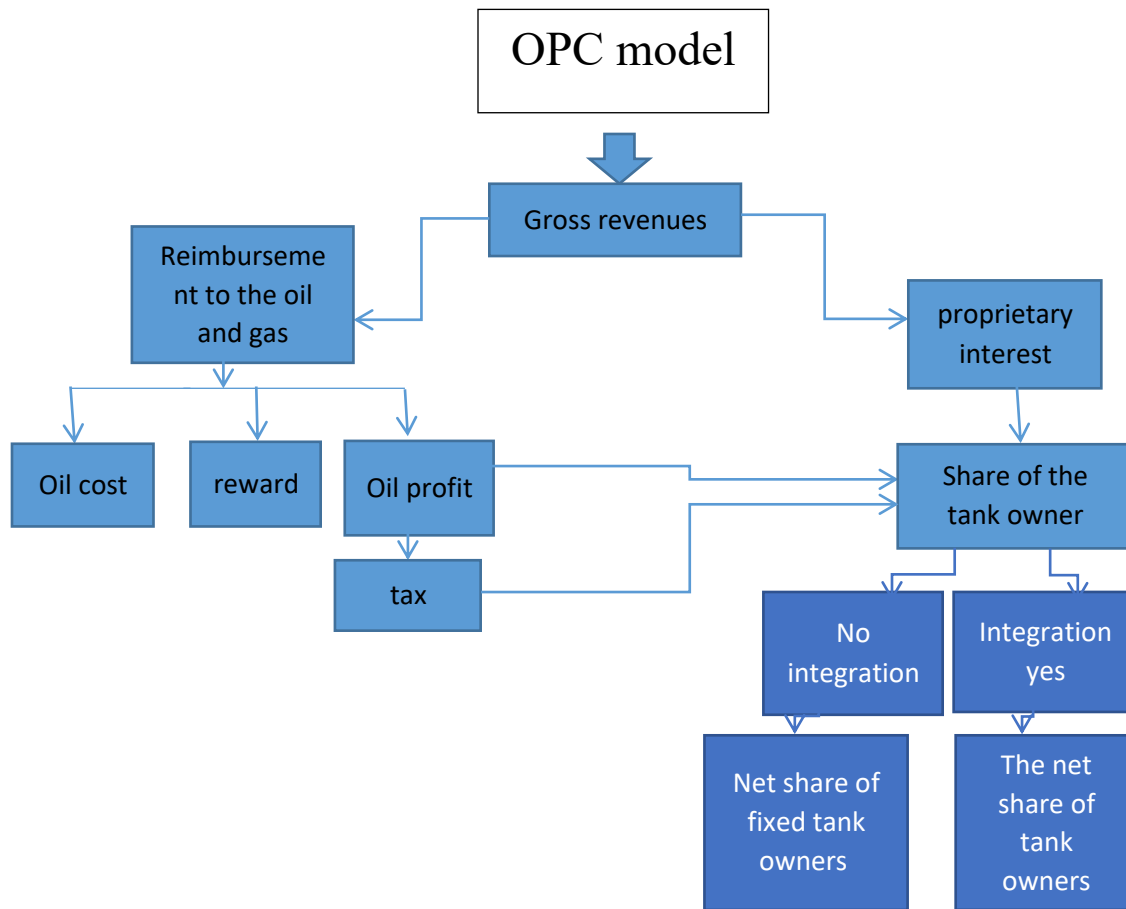 OPC model
Gross revenues
Reimburseme
nt to the oil
and gas
proprietary
interest
Oil cost
reward
Oil profit
Share of the
tank owner
tax
No
integration
Integration
yes
Net share of
fixed tank
owners
The net
share of
tank
owners